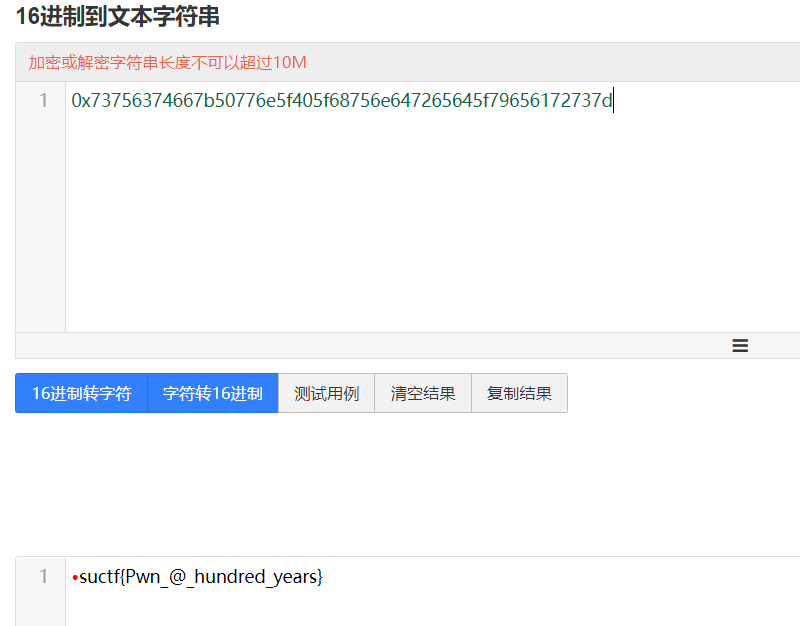 16进制到文本字符串
加密或解密字符串长度不可以超过10M
1 0x73756374667b50776e5f405f68756e647265645f79656172737d
16进制转字符 字符转16进制 测试用例 清空结果 复制结果
1 •suctf{Pwn_@_hundred_years}